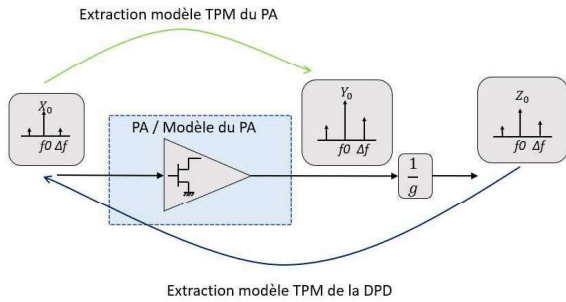 Extraction modèle TPM du PA
X₀
f0 Δf
PA / Modèle du PA
Y₀
f0 Δf
1
g
Z₀
f0 Δf
Extraction modèle TPM de la DPD